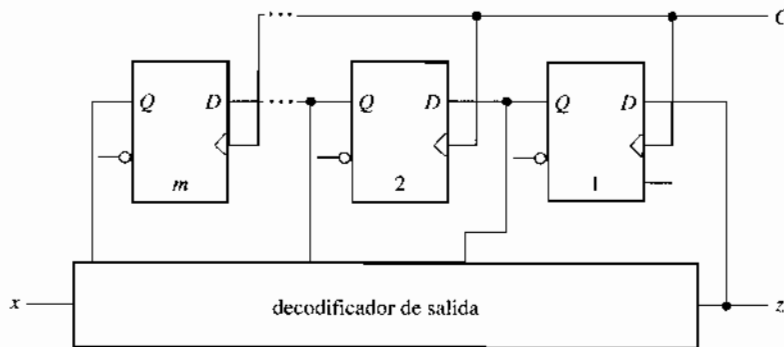 C
Q D Q D Q D
m 2 1
x decodificador de salida z